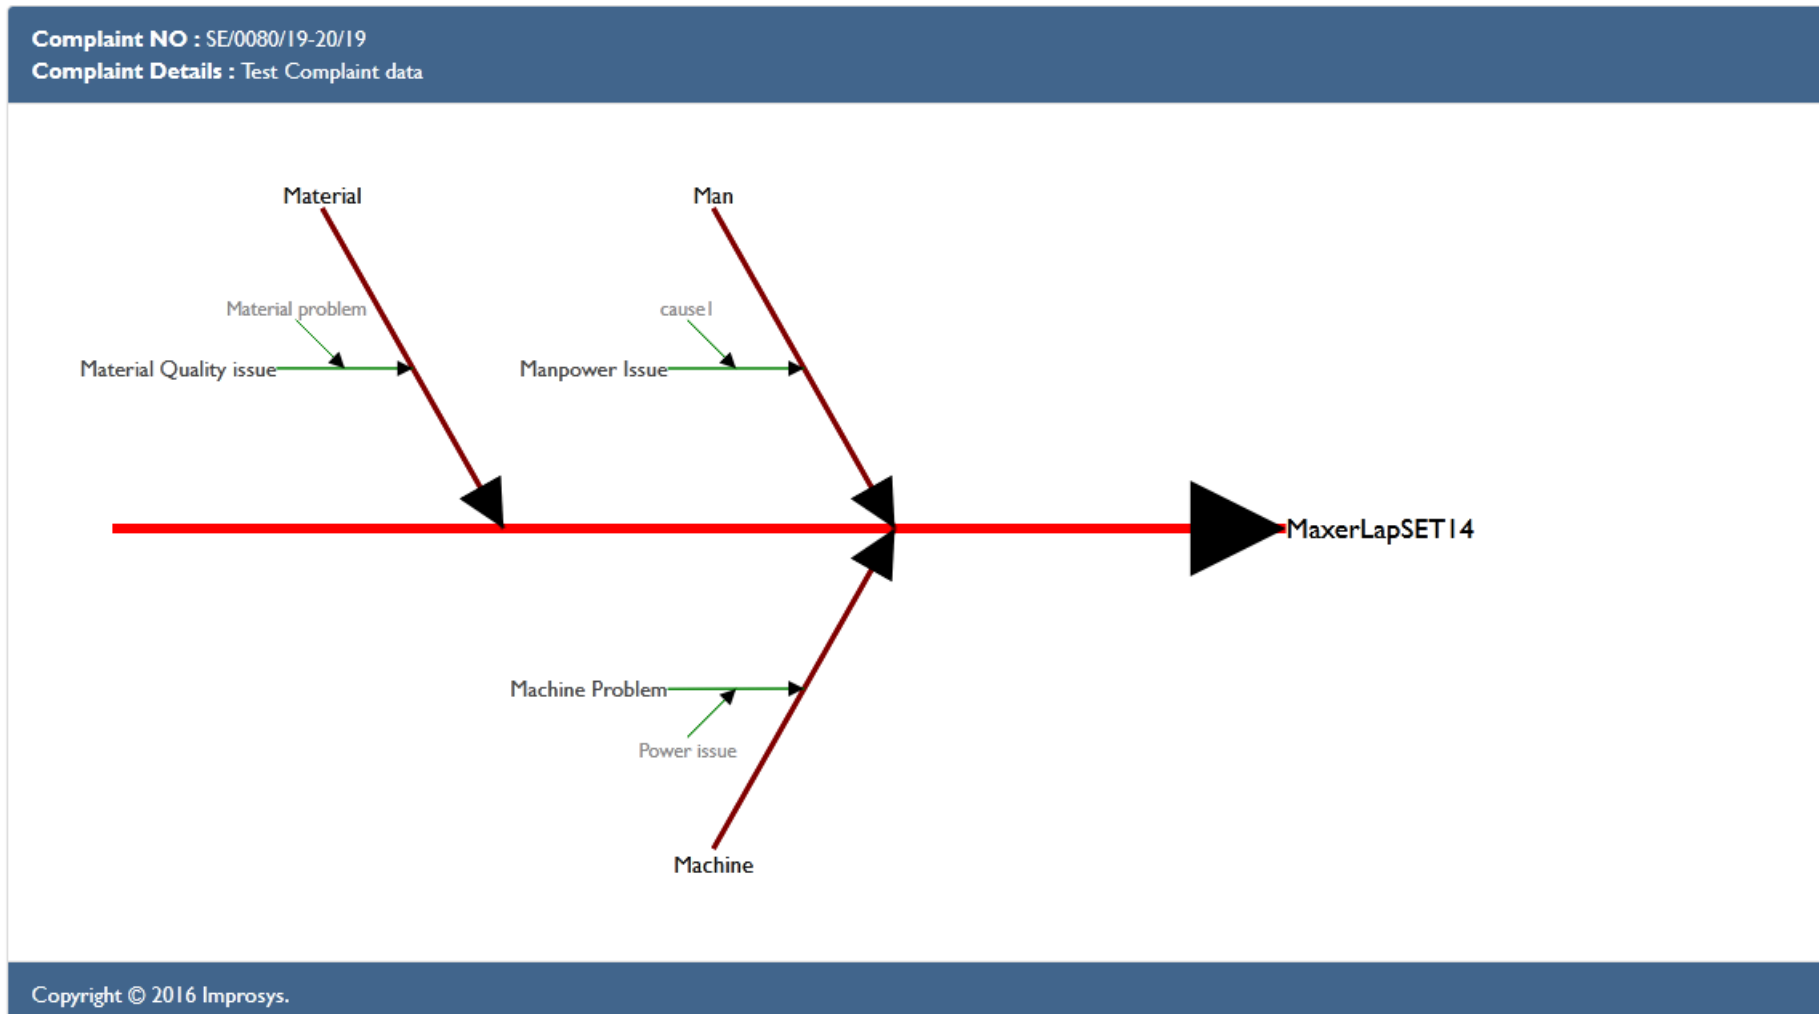 Complaint NO : SE/0080/19-20/19
Complaint Details : Test Complaint data
Material
Man
Material problem
cause1
Material Quality issue
Manpower Issue
MaxerLapSET14
Machine Problem
Power issue
Machine
Copyright © 2016 Improsys.